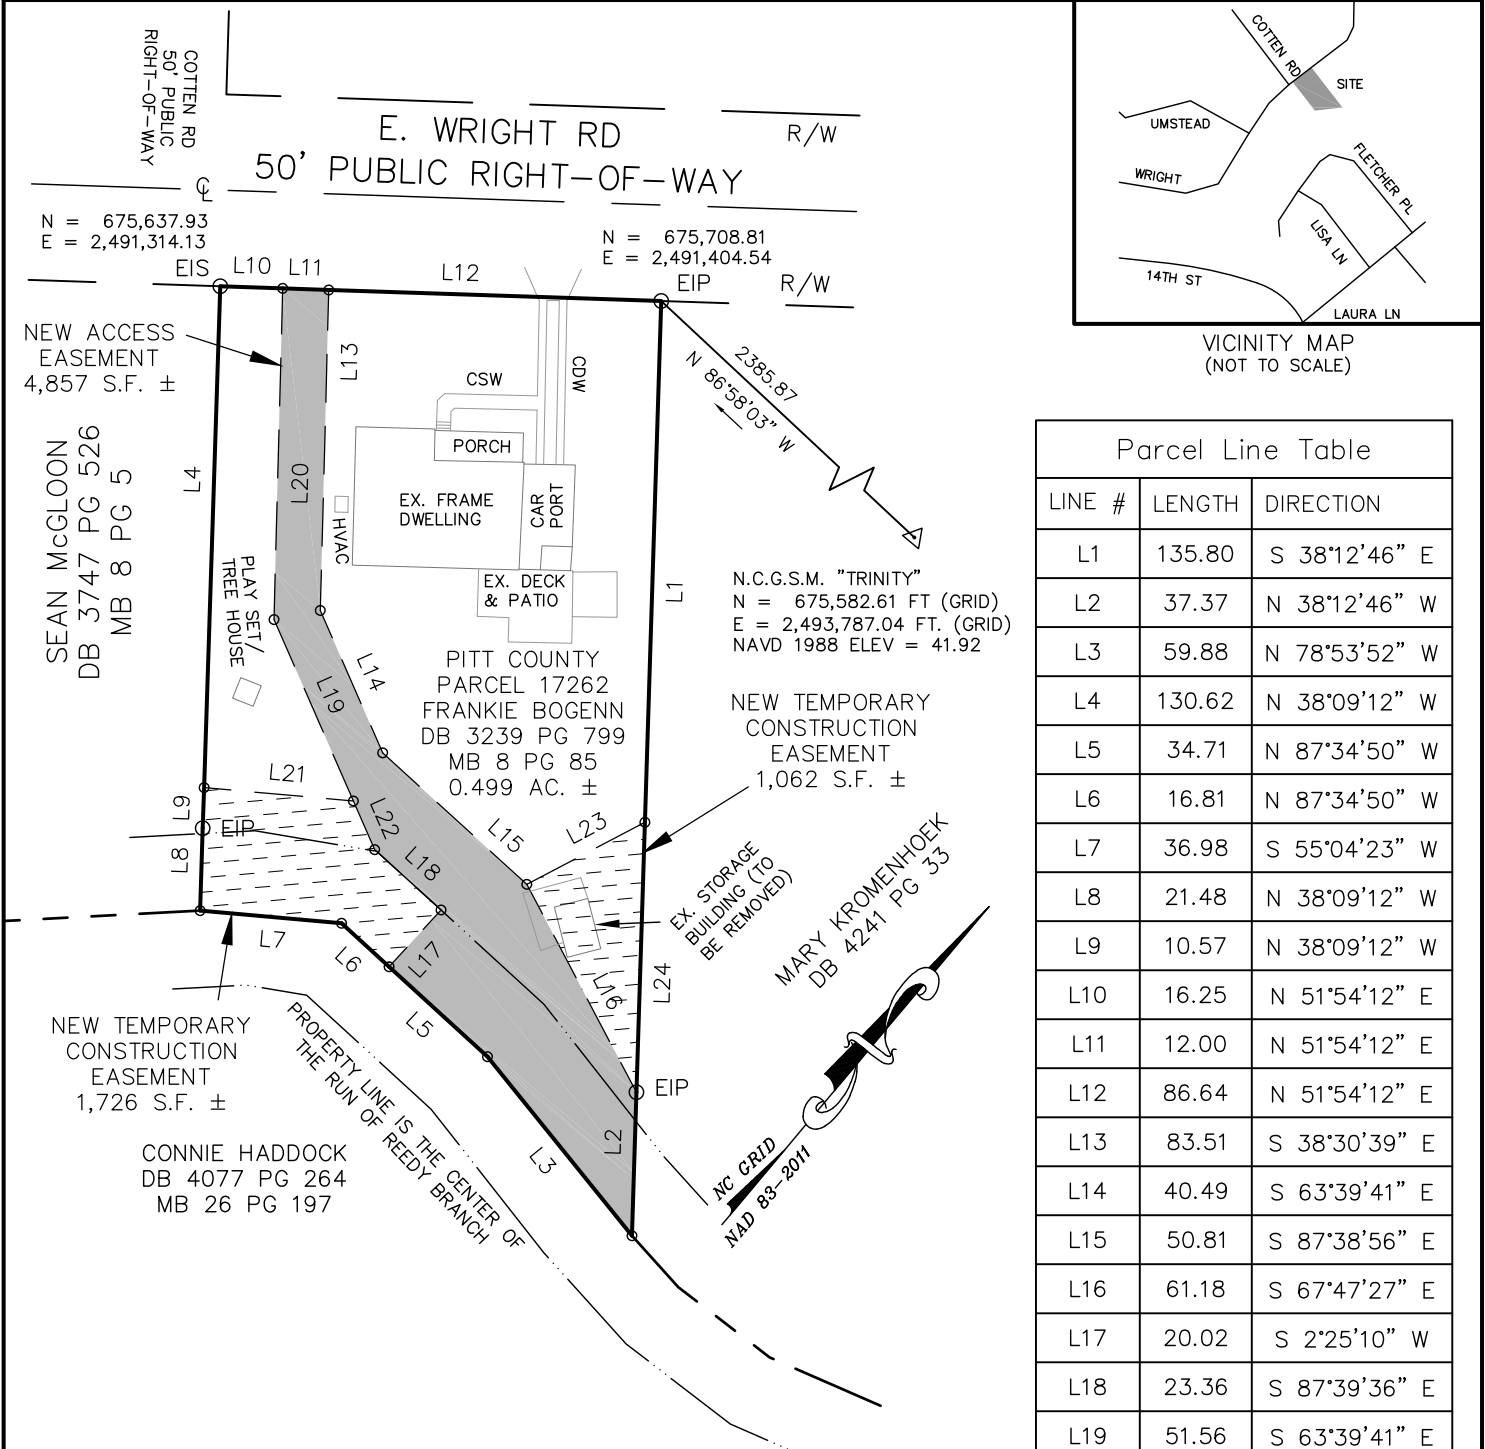 COTTEN RD
50' PUBLIC
RIGHT-OF-WAY
E. WRIGHT RD
R/W
50' PUBLIC RIGHT-OF-WAY
N = 675,637.93
E = 2,491,314.13
N = 675,708.81
E = 2,491,404.54
EIS
L10
L11
L12
EIP
R/W
NEW ACCESS
EASEMENT
4,857 S.F. ±
L13
CSW
CDW
2385.87
N 86°58'03" W
SEAN McGLOON
DB 3747 PG 526
MB 8 PG 5
L4
L20
PORCH
EX. FRAME
DWELLING
CAR
PORT
HVAC
EX. DECK
& PATIO
L1
PLAY SET/
TREE HOUSE
N.C.G.S.M. "TRINITY"
N = 675,582.61 FT (GRID)
E = 2,493,787.04 FT. (GRID)
NAVD 1988 ELEV = 41.92
L14
L19
PITT COUNTY
PARCEL 17262
FRANKIE BOGENN
DB 3239 PG 799
MB 8 PG 85
0.499 AC. ±
NEW TEMPORARY
CONSTRUCTION
EASEMENT
1,062 S.F. ±
L21
L9
EIP
L22
L15
L23
L8
L18
EX. STORAGE
BUILDING (TO
BE REMOVED)
MARY KROMENHOEK
DB 4241 PG 33
L7
L6
L17
L16
L24
L5
NEW TEMPORARY
CONSTRUCTION
EASEMENT
1,726 S.F. ±
PROPERTY LINE IS THE CENTER OF
THE RUN OF REEDY BRANCH
EIP
L2
L3
CONNIE HADDOCK
DB 4077 PG 264
MB 26 PG 197
NC GRID
NAD 83-2011
COTTEN RD
SITE
UMSTEAD
WRIGHT
FLETCHER PL
LISA LN
14TH ST
LAURA LN
VICINITY MAP
(NOT TO SCALE)
Parcel Line Table
LINE # LENGTH DIRECTION
L1 135.80 S 38°12'46" E
L2 37.37 N 38°12'46" W
L3 59.88 N 78°53'52" W
L4 130.62 N 38°09'12" W
L5 34.71 N 87°34'50" W
L6 16.81 N 87°34'50" W
L7 36.98 S 55°04'23" W
L8 21.48 N 38°09'12" W
L9 10.57 N 38°09'12" W
L10 16.25 N 51°54'12" E
L11 12.00 N 51°54'12" E
L12 86.64 N 51°54'12" E
L13 83.51 S 38°30'39" E
L14 40.49 S 63°39'41" E
L15 50.81 S 87°38'56" E
L16 61.18 S 67°47'27" E
L17 20.02 S 2°25'10" W
L18 23.36 S 87°39'36" E
L19 51.56 S 63°39'41" E